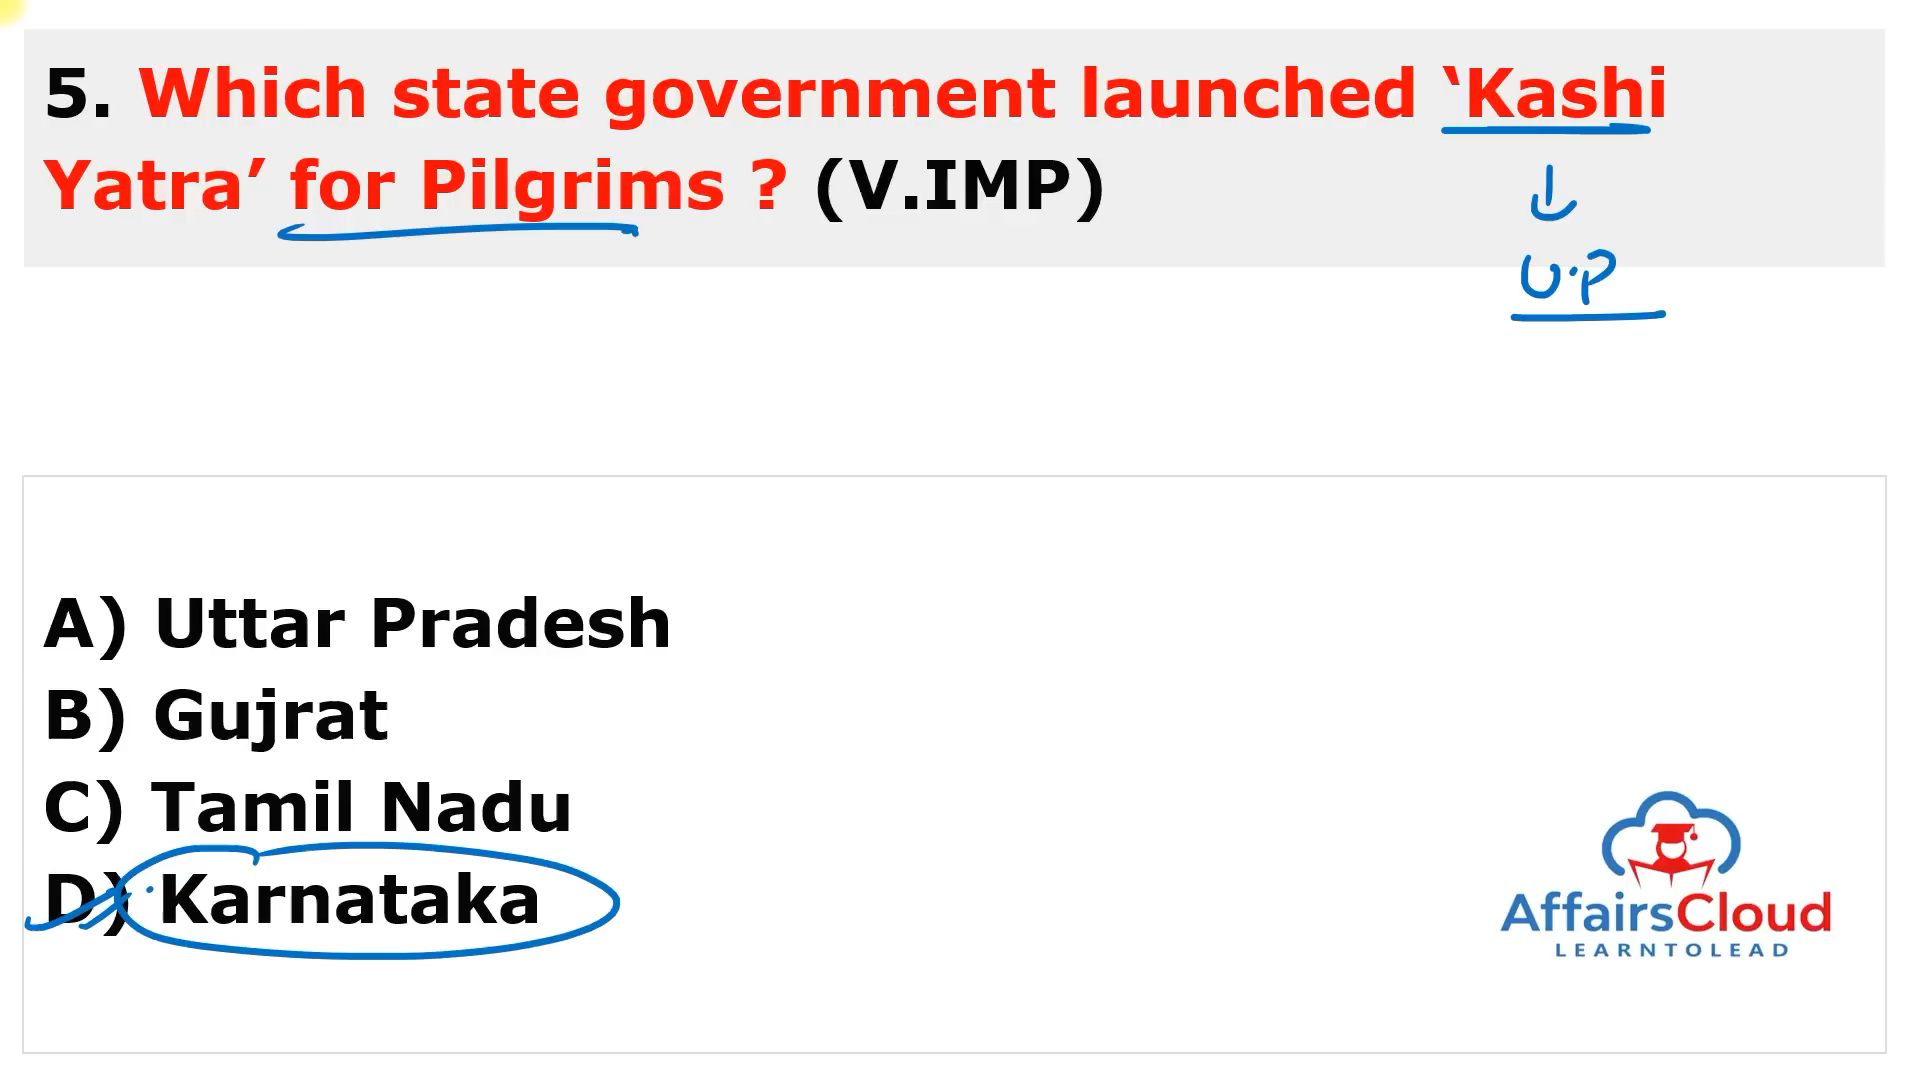 5. Which state government launched ‘Kashi
Yatra’ for Pilgrims ? (V.IMP)
U.P
A) Uttar Pradesh
B) Gujrat
C) Tamil Nadu
D) Karnataka
AffairsCloud
LEARNTOLEAD